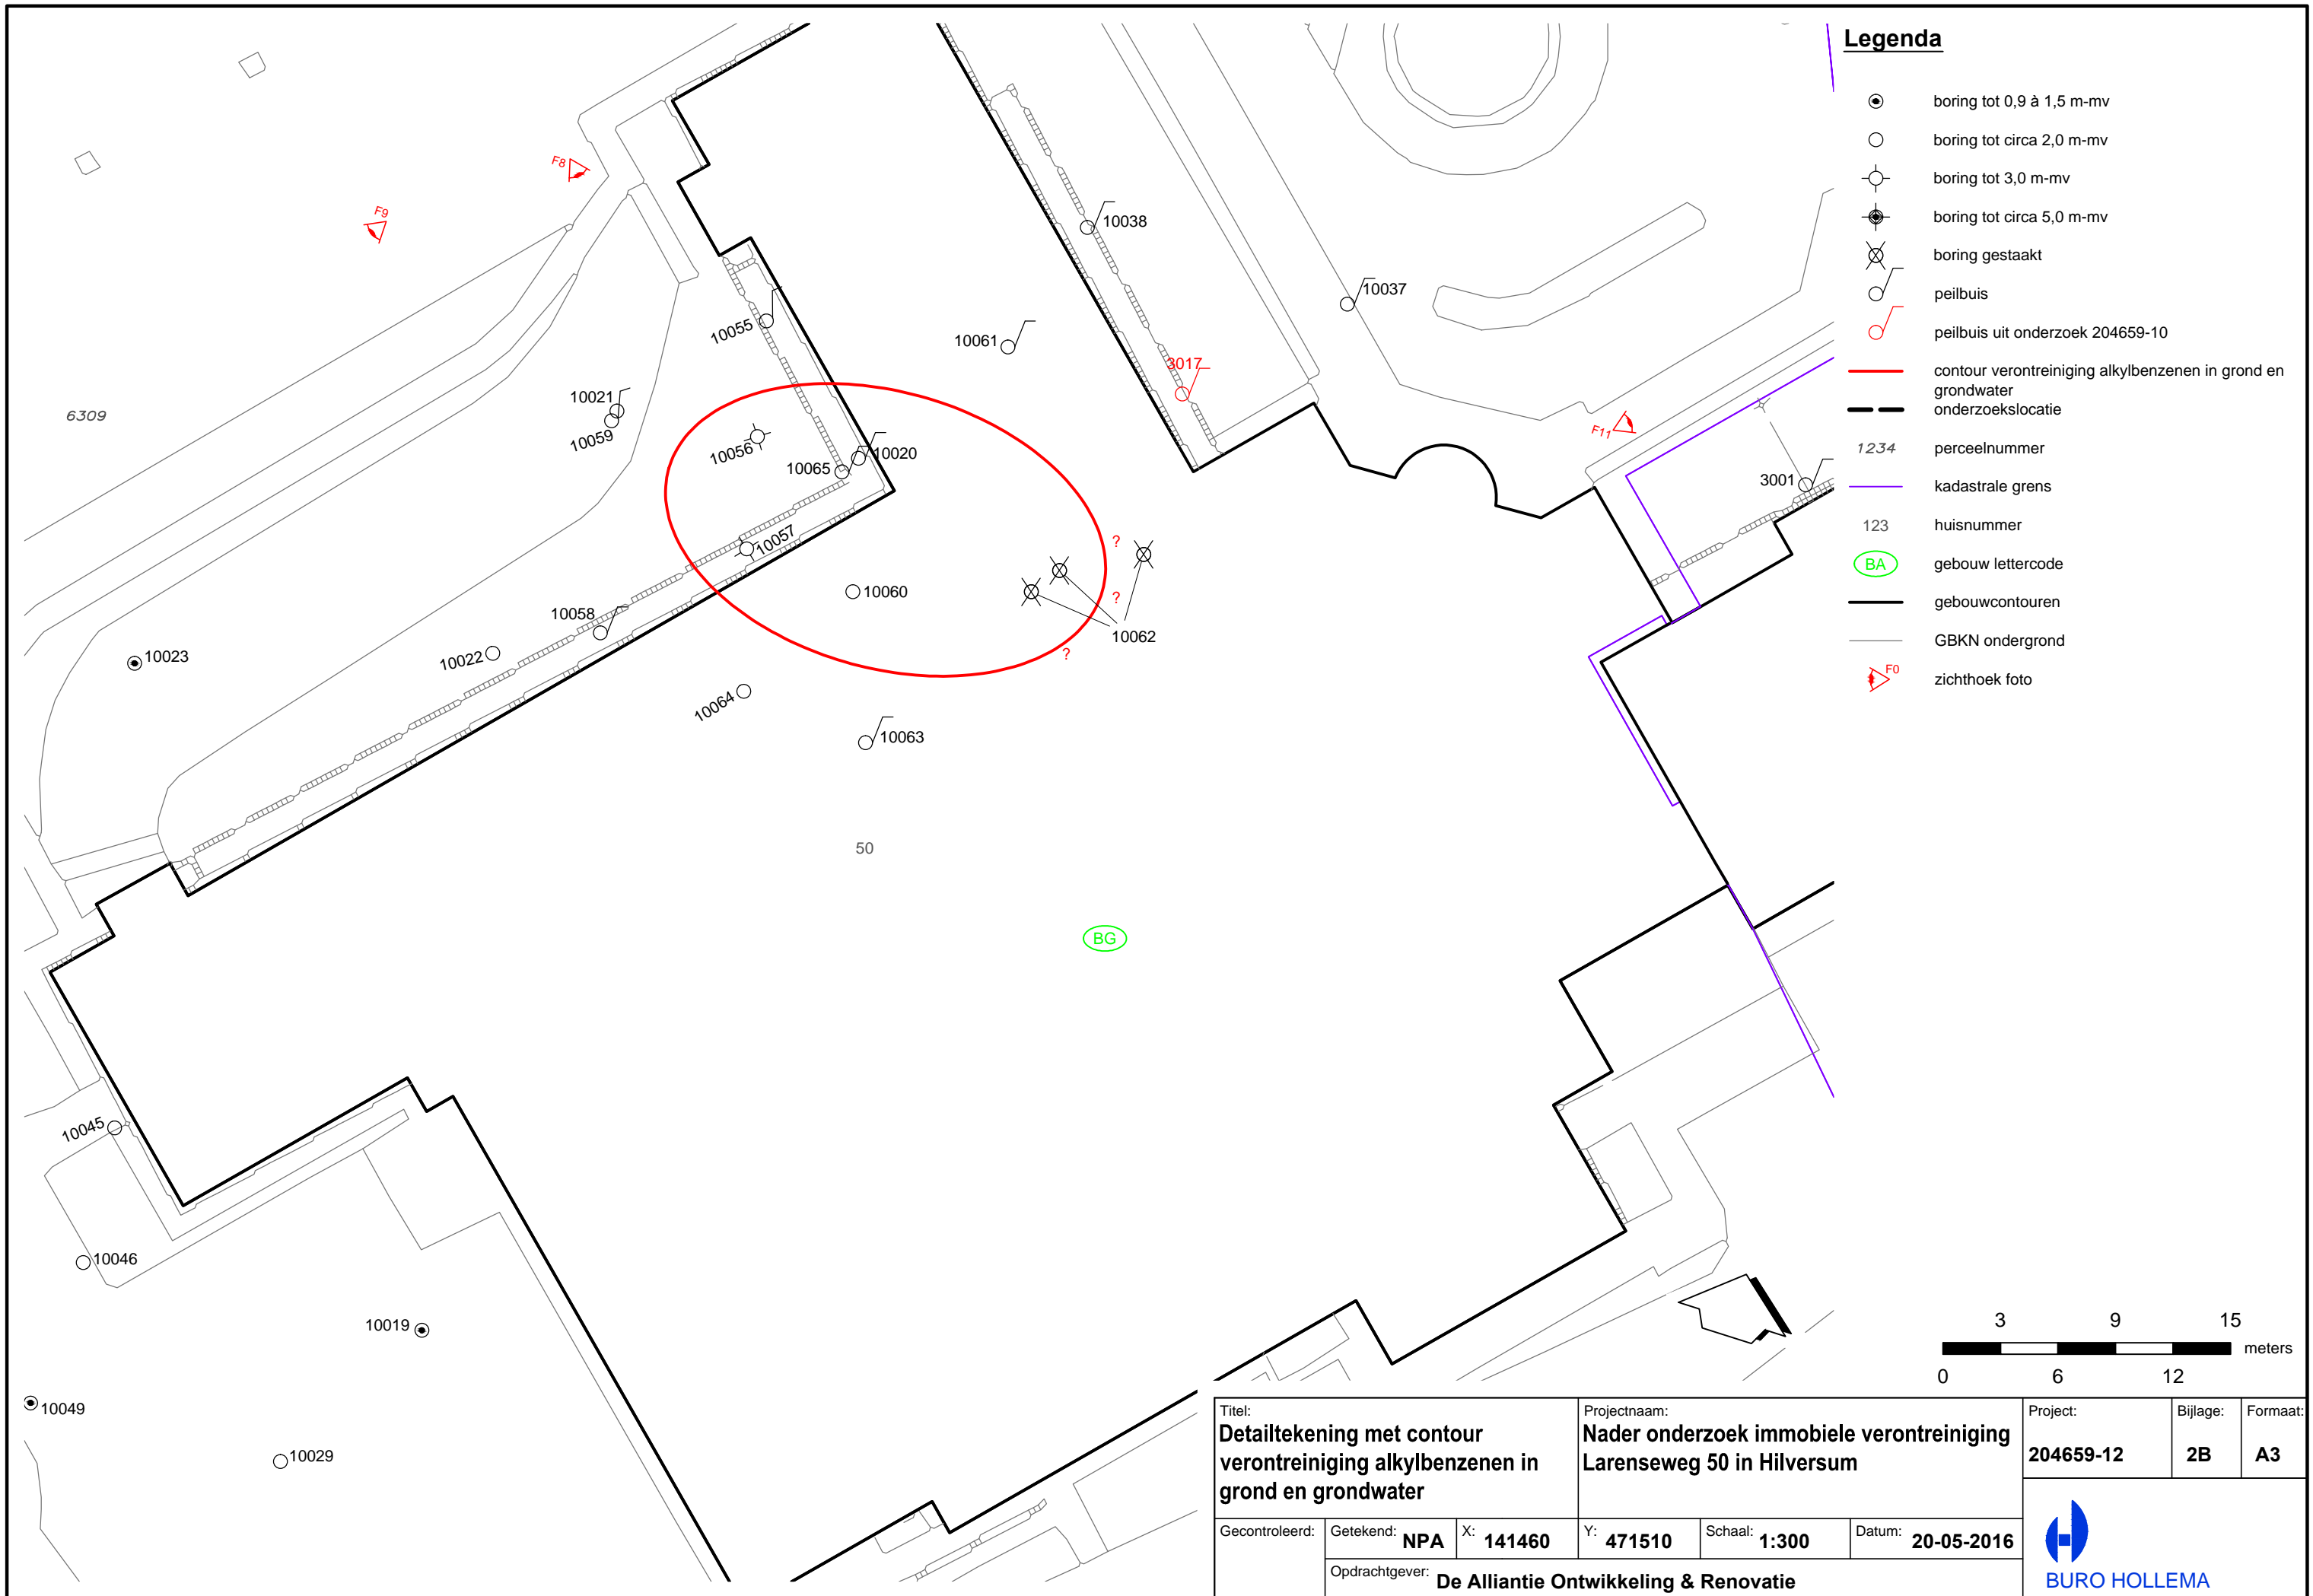 Legenda
boring tot 0,9 à 1,5 m-mv
boring tot circa 2,0 m-mv
boring tot 3,0 m-mv
boring tot circa 5,0 m-mv
boring gestaakt
peilbuis
peilbuis uit onderzoek 204659-10
contour verontreiniging alkylbenzenen in grond en
grondwater
onderzoekslocatie
1234 perceelnummer
kadastrale grens
123 huisnummer
BA gebouw lettercode
gebouwcontouren
GBKN ondergrond
F0 zichthoek foto
F8
F9
10038
10037
10055
10061
3017
6309
10021
10059
10056
10020
10065
F11
3001
10057
?
10060
?
10062
?
10058
10022
10023
10064
10063
50
BG
10045
10046
10019
10049
10029
3 9 15
meters
0 6 12
Titel:
Detailtekening met contour
verontreiniging alkylbenzenen in
grond en grondwater
Projectnaam:
Nader onderzoek immobiele verontreiniging
Larenseweg 50 in Hilversum
Project:
204659-12
Bijlage:
2B
Formaat:
A3
Gecontroleerd:
Getekend: NPA
X: 141460
Y: 471510
Schaal: 1:300
Datum: 20-05-2016
Opdrachtgever: De Alliantie Ontwikkeling & Renovatie
BURO HOLLEMA